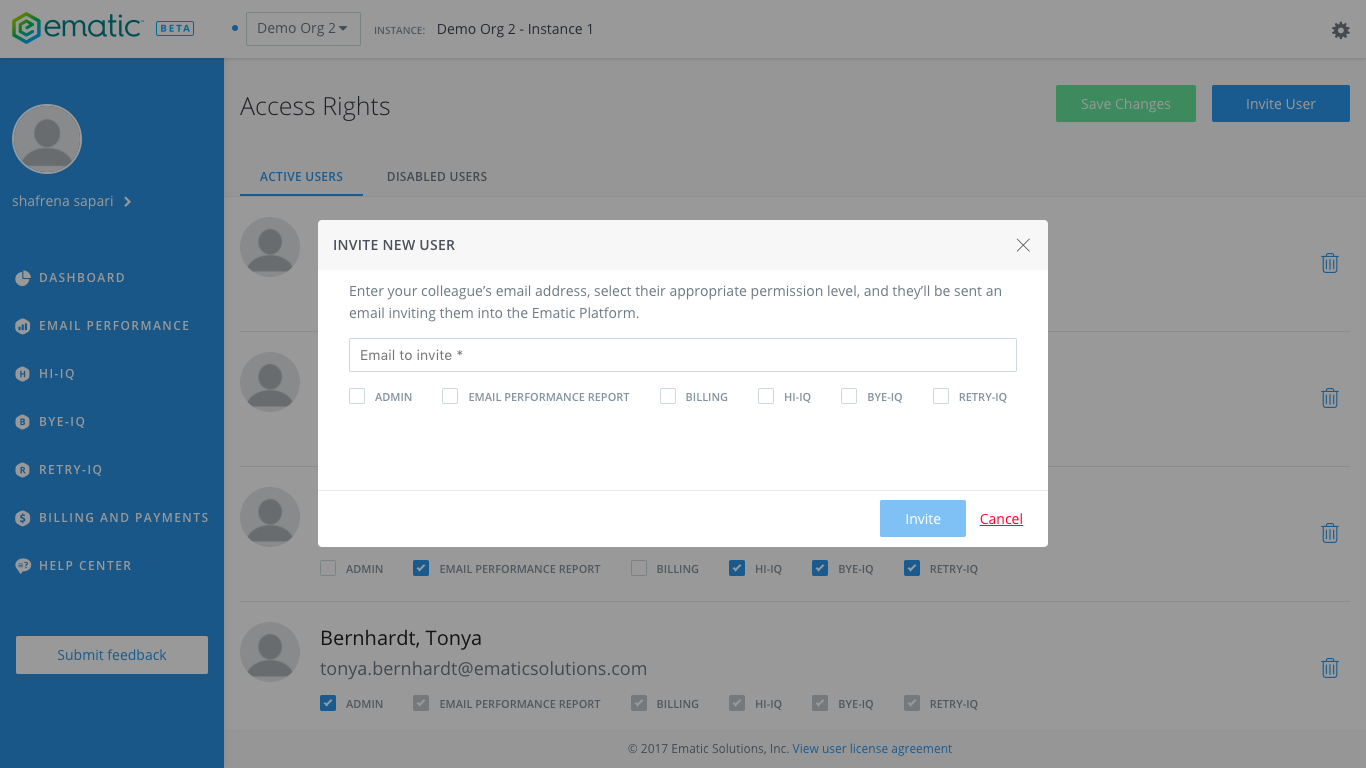 ematic BETA
Demo Org 2 INSTANCE: Demo Org 2 - Instance 1
shafrena sapari
DASHBOARD
EMAIL PERFORMANCE
HI-IQ
BYE-IQ
RETRY-IQ
BILLING AND PAYMENTS
HELP CENTER
Submit feedback
Access Rights
Save Changes
Invite User
ACTIVE USERS DISABLED USERS
INVITE NEW USER
Enter your colleague’s email address, select their appropriate permission level, and they’ll be sent an
email inviting them into the Ematic Platform.
Email to invite *
ADMIN EMAIL PERFORMANCE REPORT BILLING HI-IQ BYE-IQ RETRY-IQ
Invite Cancel
ADMIN EMAIL PERFORMANCE REPORT BILLING HI-IQ BYE-IQ RETRY-IQ
Bernhardt, Tonya
tonya.bernhardt@ematicsolutions.com
ADMIN EMAIL PERFORMANCE REPORT BILLING HI-IQ BYE-IQ RETRY-IQ
© 2017 Ematic Solutions, Inc. View user license agreement